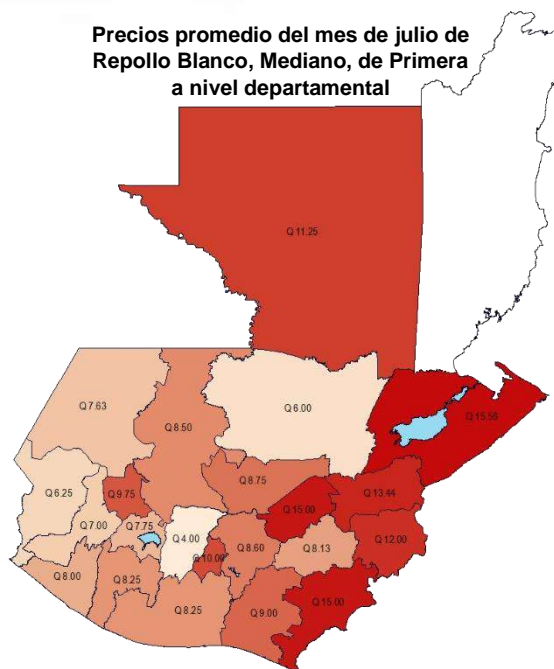 Precios promedio del mes de julio de
Repollo Blanco, Mediano, de Primera
a nivel departamental
Q 11.25
Q 7.63
Q 8.50
Q 6.00
Q 15.56
Q 6.25
Q 9.75
Q 8.75
Q 15.00
Q 13.44
Q 7.00
Q 7.75
Q 4.00
Q 10.00
Q 8.60
Q 8.13
Q 12.00
Q 8.00
Q 8.25
Q 8.25
Q 9.00
Q 15.00